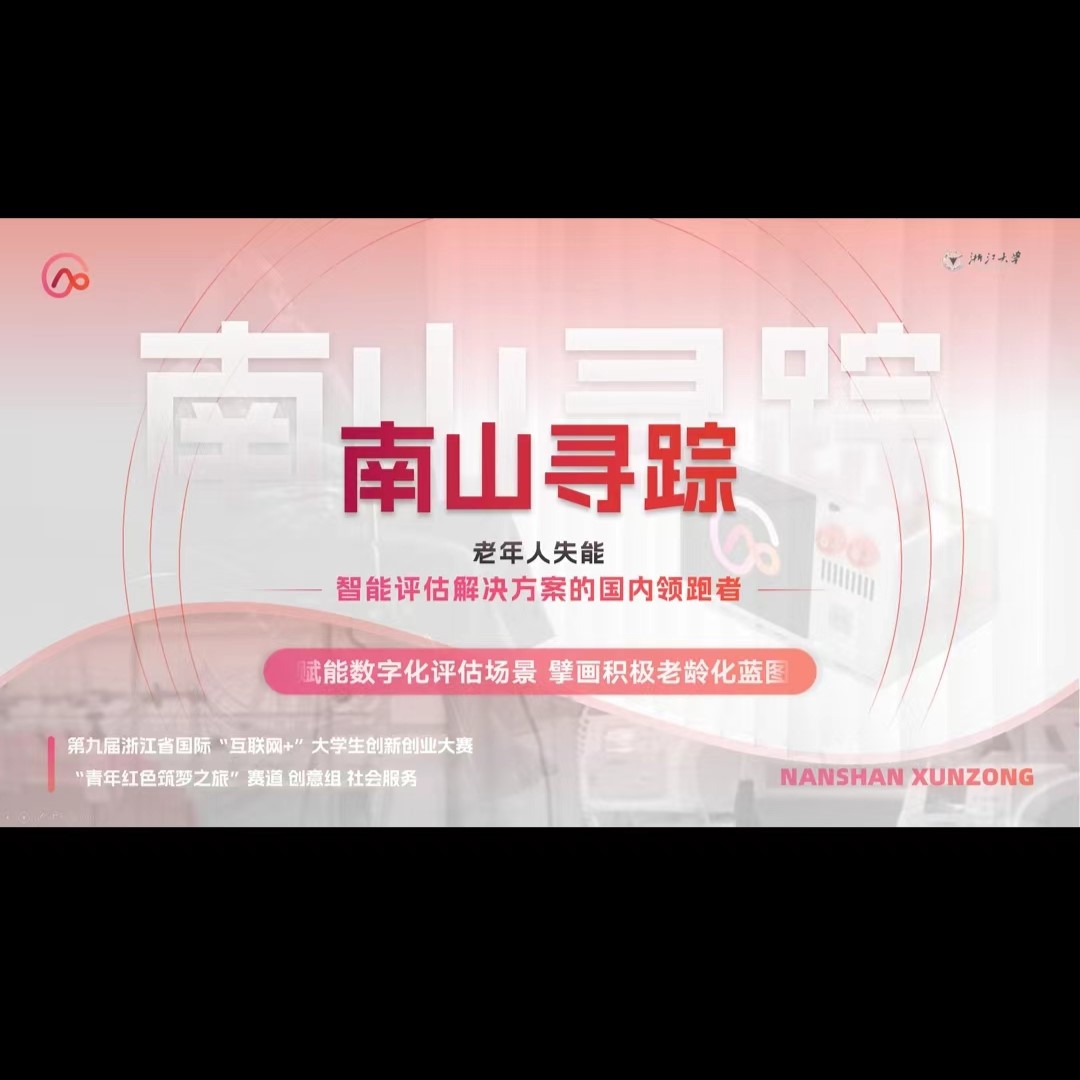 浙江大学
南山寻踪
南山寻踪
老年人失能
智能评估解决方案的国内领跑者
赋能数字化评估场景 擘画积极老龄化蓝图
第九届浙江省国际“互联网+”大学生创新创业大赛
“青年红色筑梦之旅”赛道 创意组 社会服务
NANSHAN XUNZONG